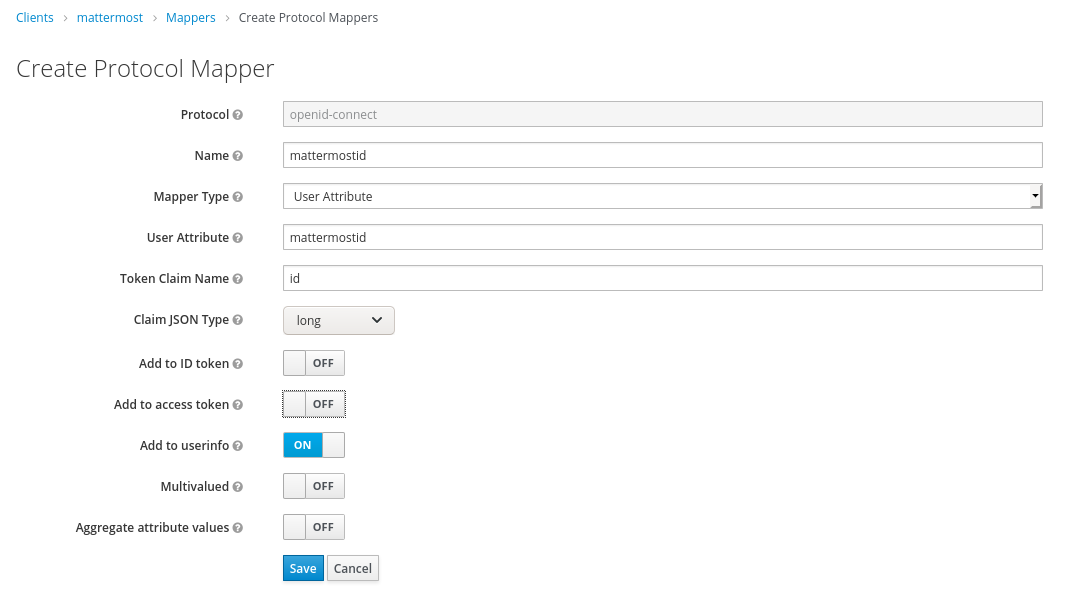 Clients › mattermost › Mappers › Create Protocol Mappers
Create Protocol Mapper
Protocol ? openid-connect
Name ? mattermostid
Mapper Type ? User Attribute
User Attribute ? mattermostid
Token Claim Name ? id
Claim JSON Type ? long
Add to ID token ? OFF
Add to access token ? OFF
Add to userinfo ? ON
Multivalued ? OFF
Aggregate attribute values ? OFF
Save Cancel